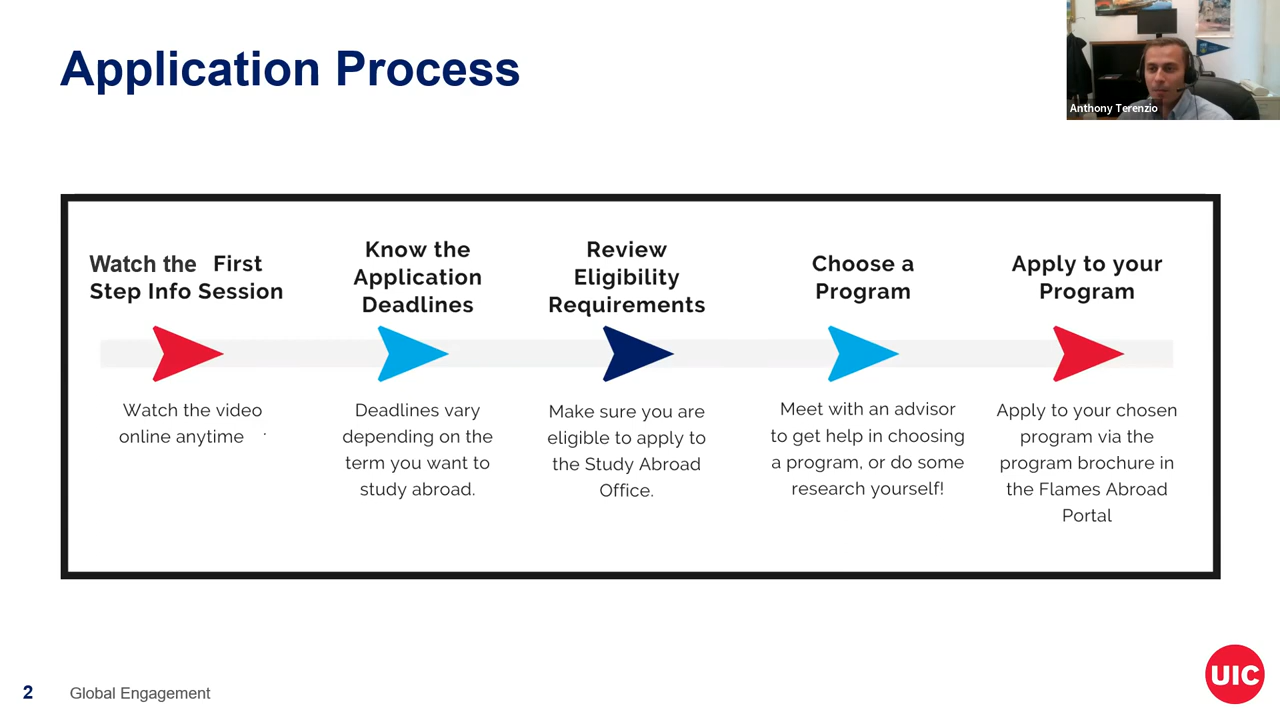 Application Process
Anthony Terenzio
Watch the First
Step Info Session
Know the
Application
Deadlines
Review
Eligibility
Requirements
Choose a
Program
Apply to your
Program
Watch the video
online anytime
Deadlines vary
depending on the
term you want to
study abroad.
Make sure you are
eligible to apply to
the Study Abroad
Office.
Meet with an advisor
to get help in choosing
a program, or do some
research yourself!
Apply to your chosen
program via the
program brochure in
the Flames Abroad
Portal
2
Global Engagement
UIC